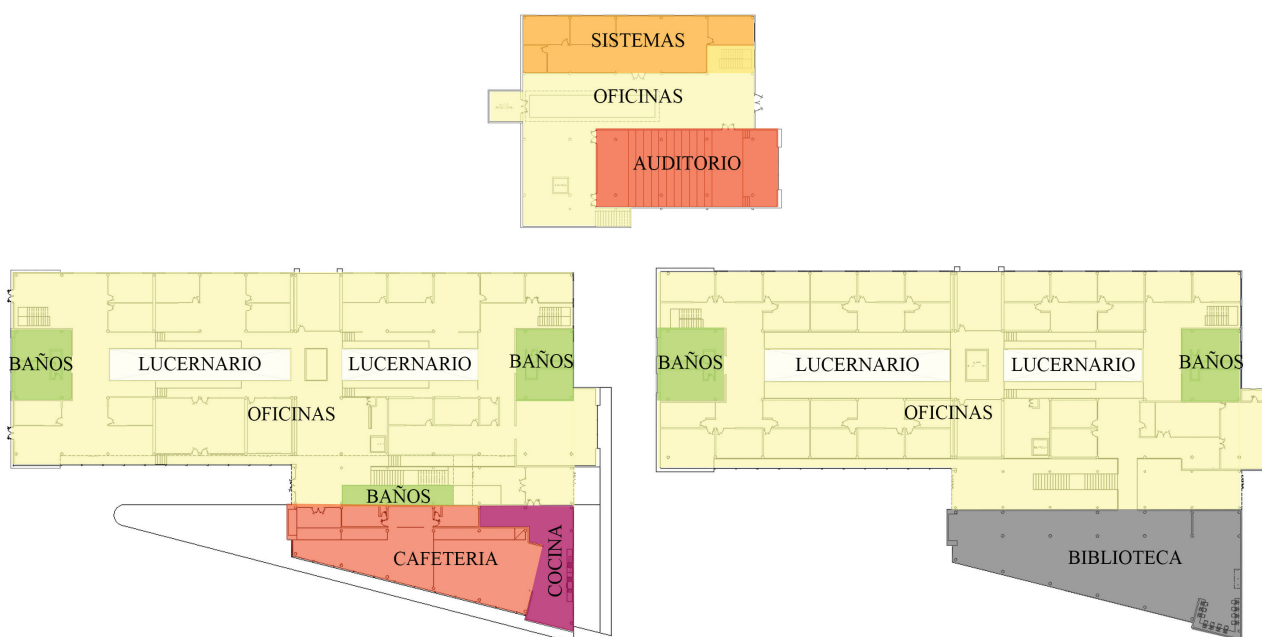 SISTEMAS
OFICINAS
AUDITORIO
BAÑOS
LUCERNARIO
LUCERNARIO
BAÑOS
OFICINAS
BAÑOS
CAFETERIA
COCINA
BAÑOS
LUCERNARIO
LUCERNARIO
BAÑOS
OFICINAS
BIBLIOTECA